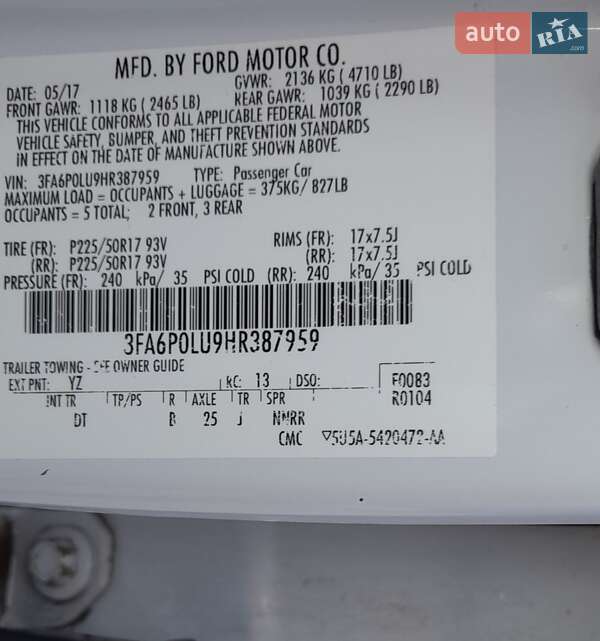 auto RIA .com
MFD. BY FORD MOTOR CO.
DATE: 05/17 GVWR: 2136 KG ( 4710 LB)
FRONT GAWR: 1118 KG ( 2465 LB) REAR GAWR: 1039 KG ( 2290 LB)
THIS VEHICLE CONFORMS TO ALL APPLICABLE FEDERAL MOTOR
VEHICLE SAFETY, BUMPER, AND THEFT PREVENTION STANDARDS
IN EFFECT ON THE DATE OF MANUFACTURE SHOWN ABOVE.
VIN: 3FA6P0LU9HR387959 TYPE: Passenger Car
MAXIMUM LOAD = OCCUPANTS + LUGGAGE = 375KG/ 827LB
OCCUPANTS = 5 TOTAL; 2 FRONT, 3 REAR
TIRE (FR): P225/50R17 93V RIMS (FR): 17x7.5J
(RR): P225/50R17 93V (RR): 17x7.5J
PRESSURE (FR): 240 kPa/ 35 PSI COLD (RR): 240 kPa/ 35 PSI COLD
3FA6P0LU9HR387959
TRAILER TOWING - OWNER GUIDE
EXT PNT: YZ RC: 13 DSO: F0083
INT TR TP/PS R AXLE TR SPR R0104
DT B 25 J NNRR
CMC 5U5A-5420472-AA